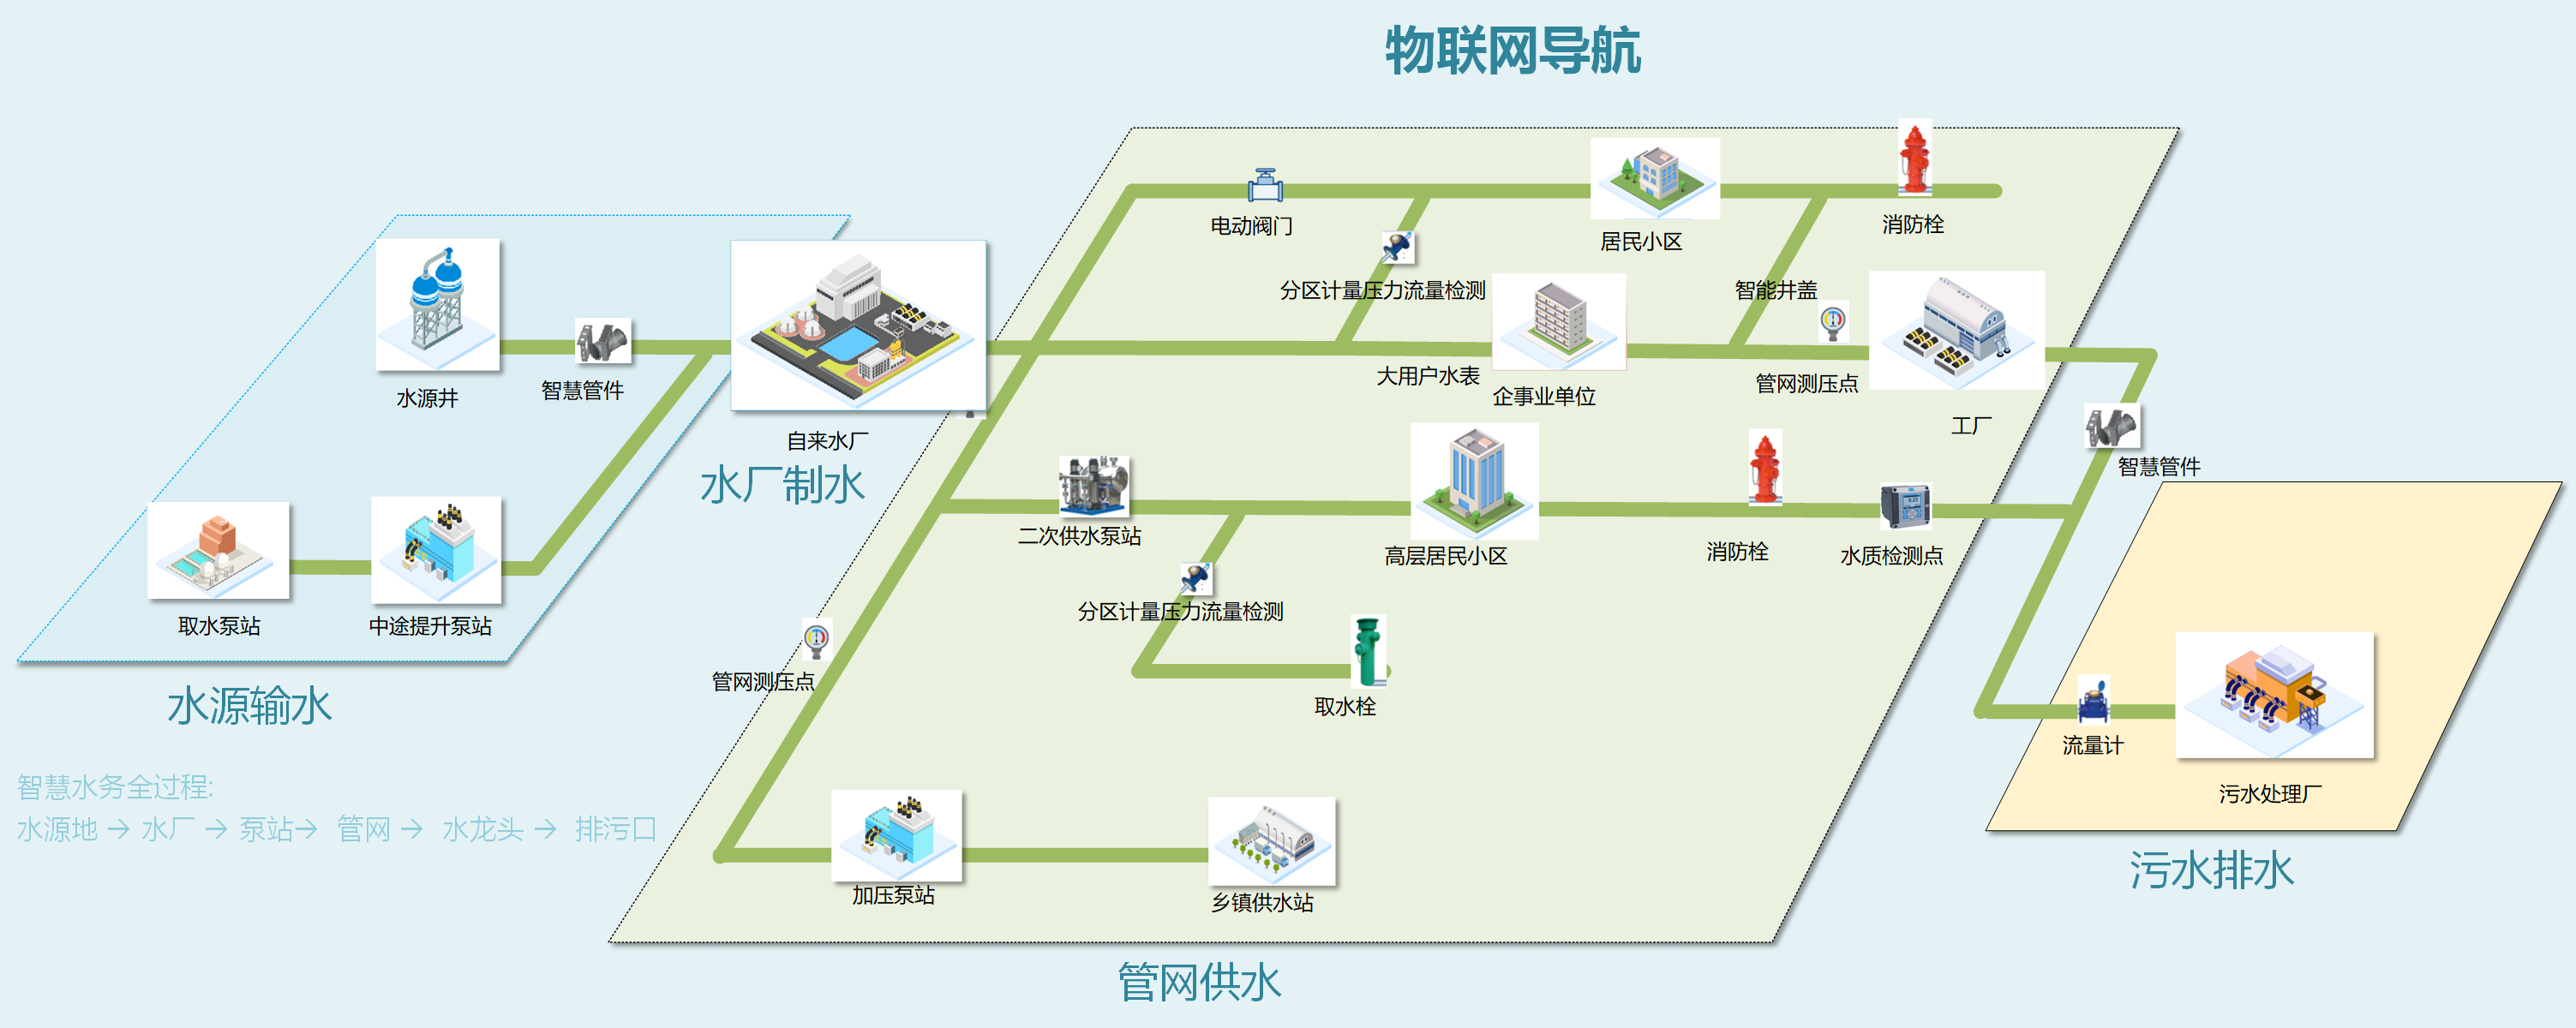 物联网导航
电动阀门
居民小区
消防栓
分区计量压力流量检测
智能井盖
水源井
智慧管件
自来水厂
水厂制水
大用户水表
企事业单位
管网测压点
工厂
智慧管件
二次供水泵站
高层居民小区
消防栓
水质检测点
取水泵站
中途提升泵站
水源输水
分区计量压力流量检测
管网测压点
取水栓
流量计
污水处理厂
污水排水
智慧水务全过程:
水源地 → 水厂 → 泵站→ 管网 → 水龙头 → 排污口
加压泵站
乡镇供水站
管网供水